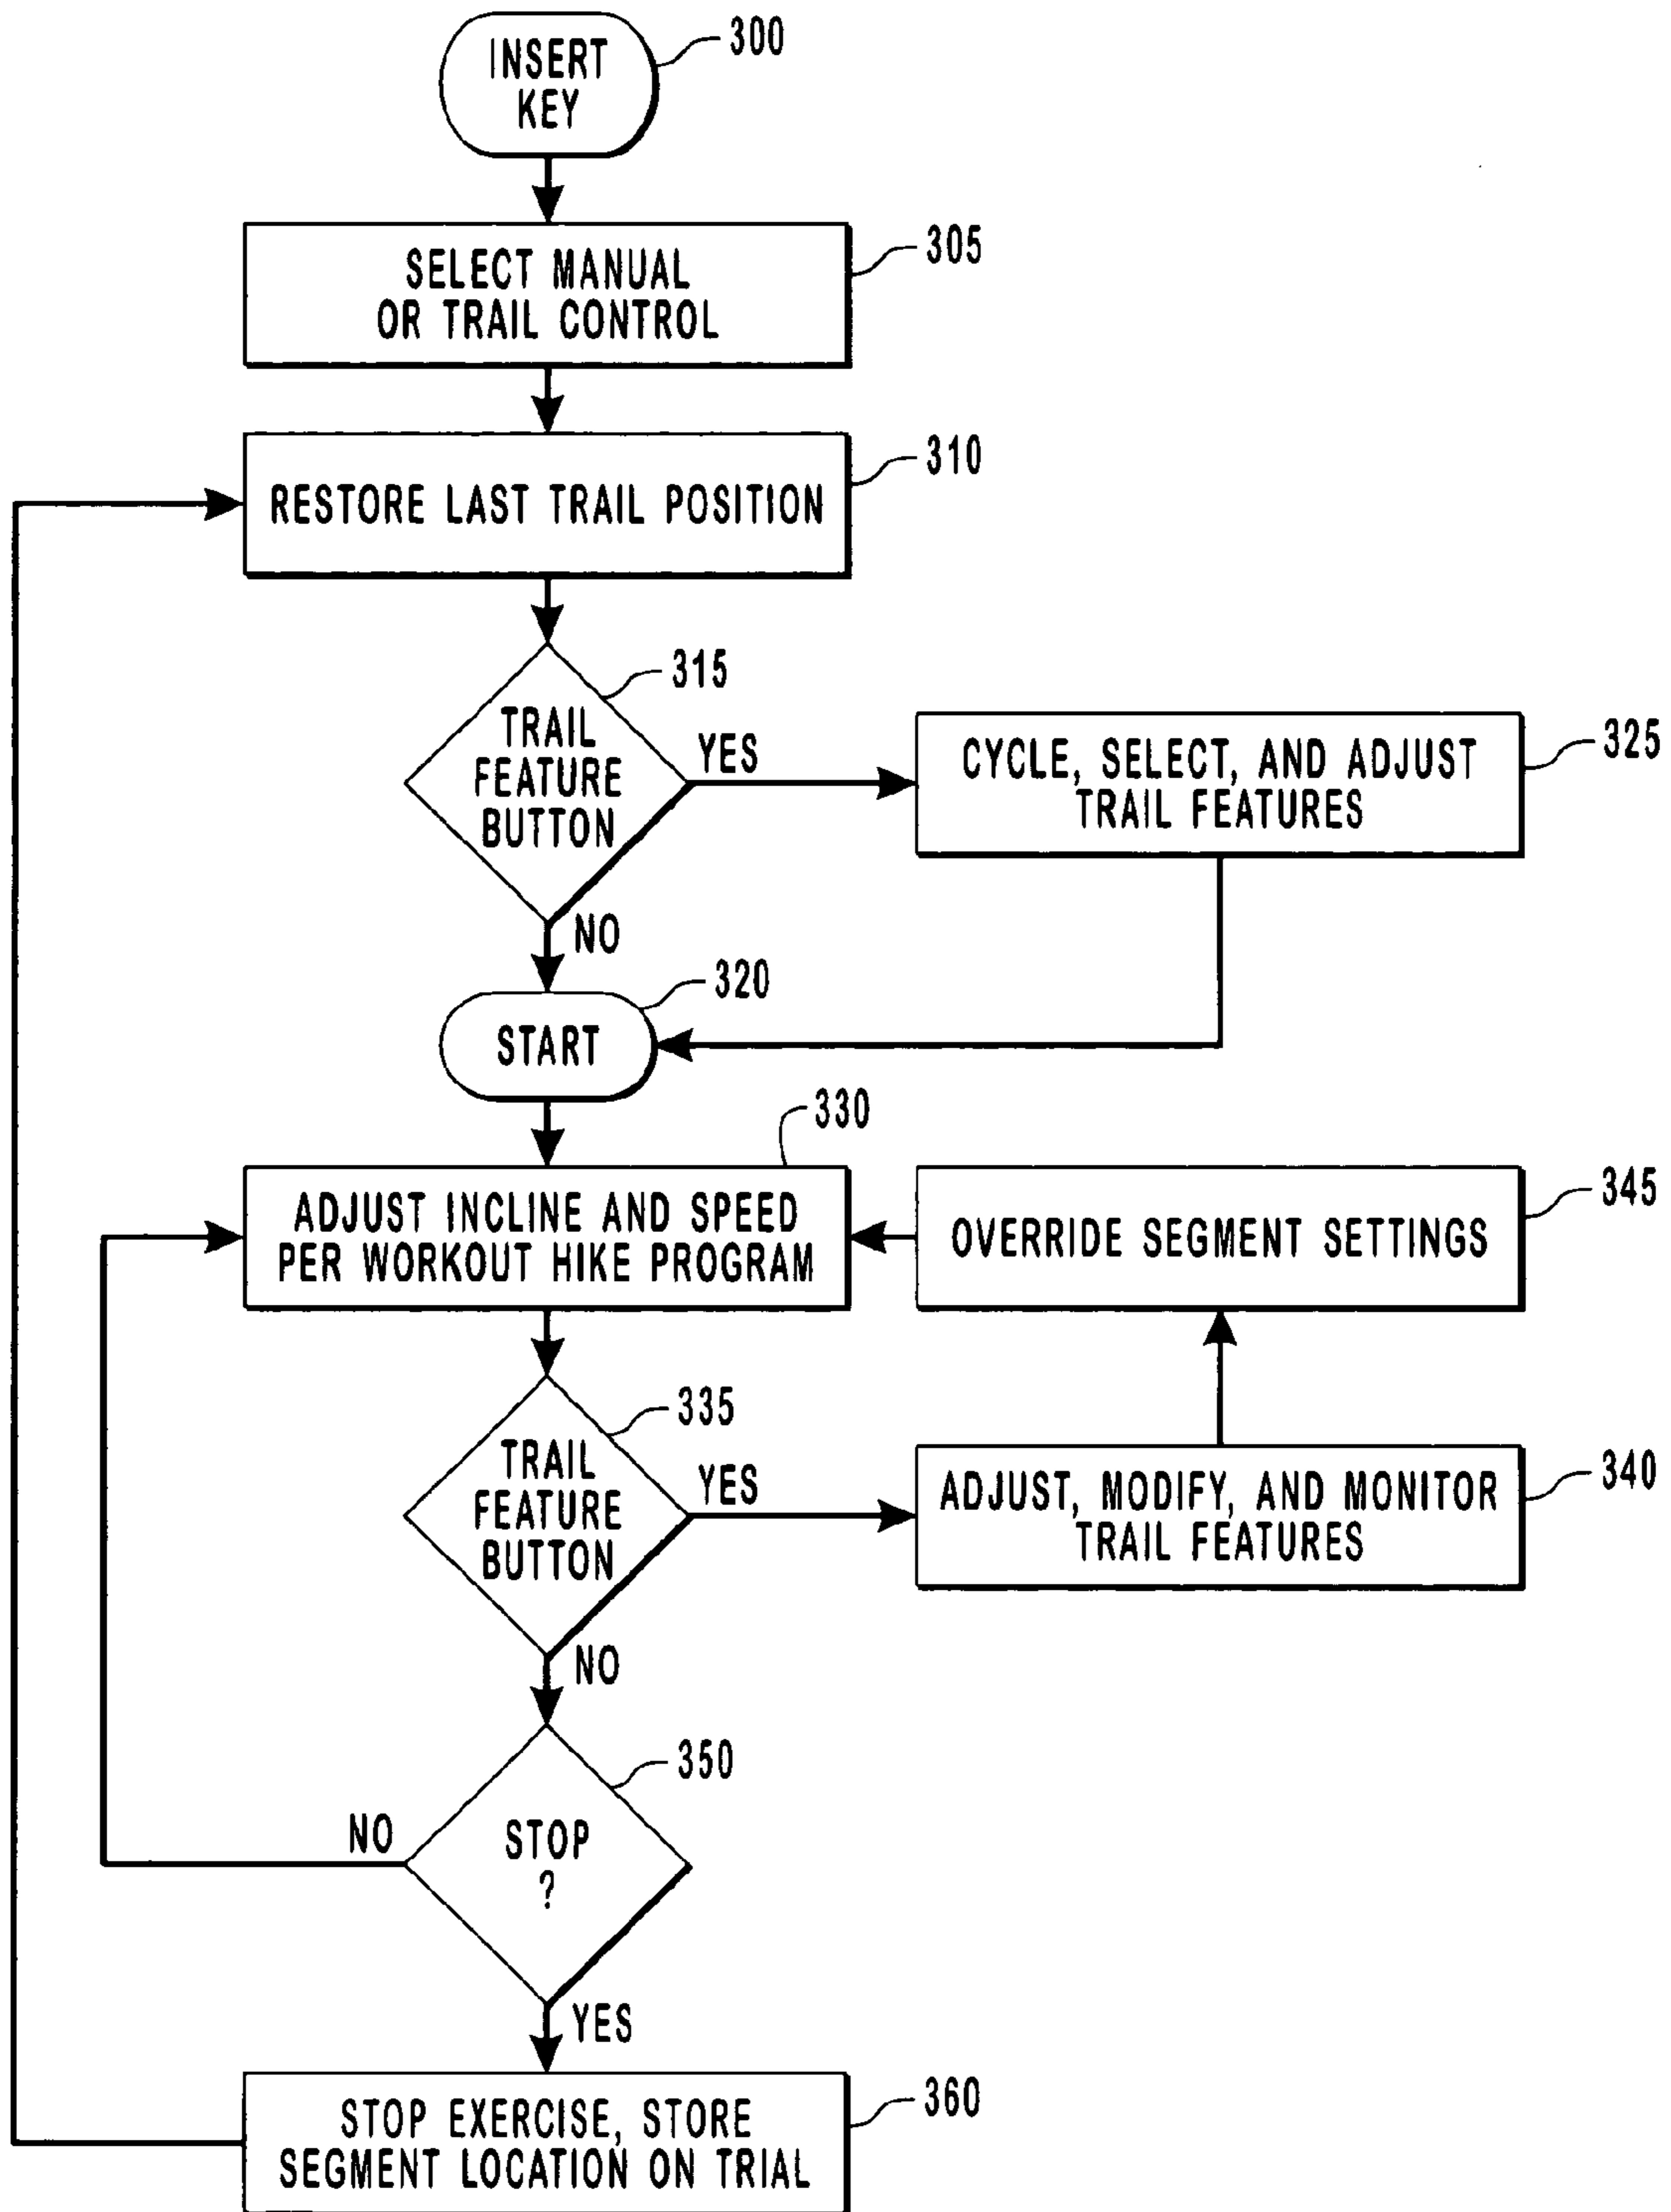 INSERT
KEY
300
SELECT MANUAL
OR TRAIL CONTROL
305
RESTORE LAST TRAIL POSITION
310
TRAIL
FEATURE
BUTTON
315
YES
CYCLE, SELECT, AND ADJUST
TRAIL FEATURES
325
NO
START
320
ADJUST INCLINE AND SPEED
PER WORKOUT HIKE PROGRAM
330
OVERRIDE SEGMENT SETTINGS
345
TRAIL
FEATURE
BUTTON
335
YES
ADJUST, MODIFY, AND MONITOR
TRAIL FEATURES
340
NO
STOP
?
350
NO
YES
STOP EXERCISE, STORE
SEGMENT LOCATION ON TRIAL
360